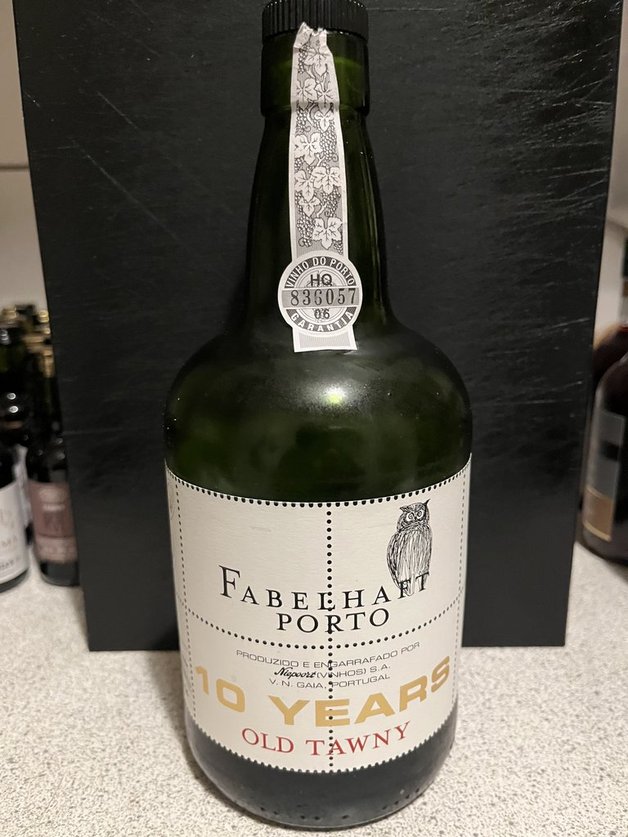 VINHO DO PORTO
HQ
836057
06
GARANTIA
FABELHAFT
PORTO
PRODUZIDO E ENGARRAFADO POR
Niepoort (VINHOS) S.A.
V. N. GAIA, PORTUGAL
10 YEARS
OLD TAWNY